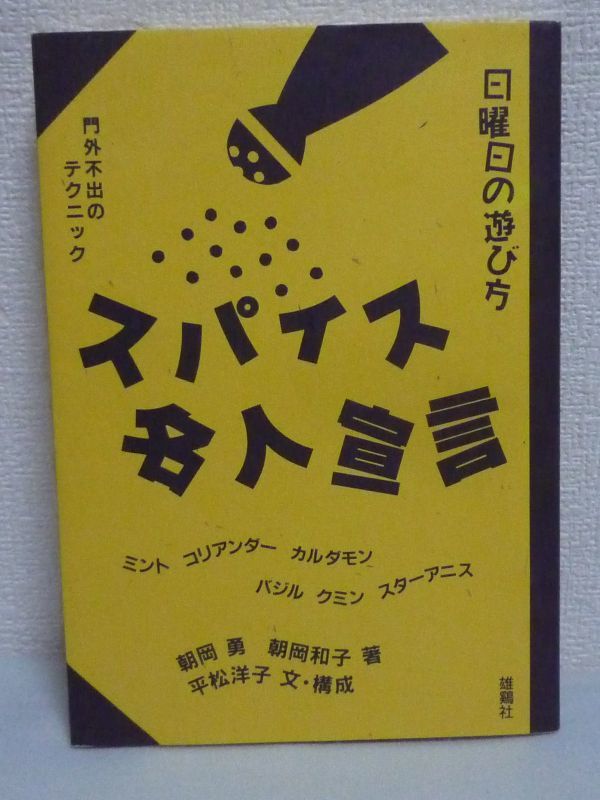 日曜日の遊び方
門外不出の
テクニック
スパイス
名人宣言
ミント コリアンダー カルダモン
バジル クミン スターアニス
朝岡 勇 朝岡和子 著
平松洋子 文・構成
雄鷄社